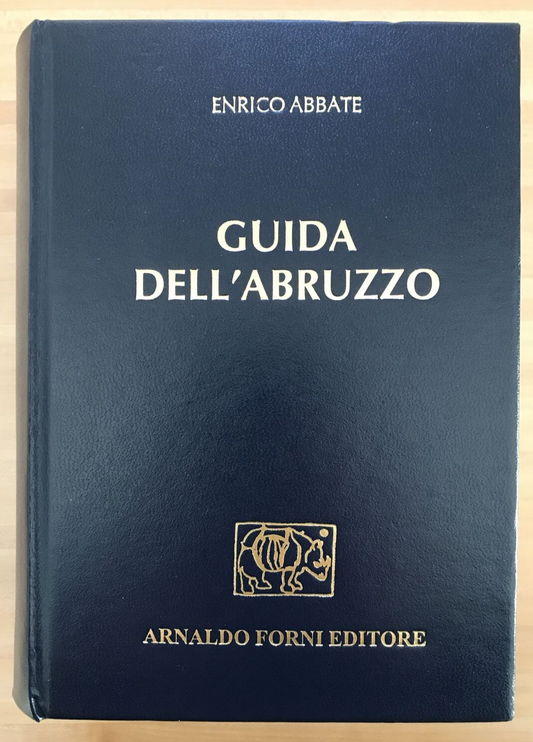 ENRICO ABBATE
GUIDA
DELL'ABRUZZO
ARNALDO FORNI EDITORE